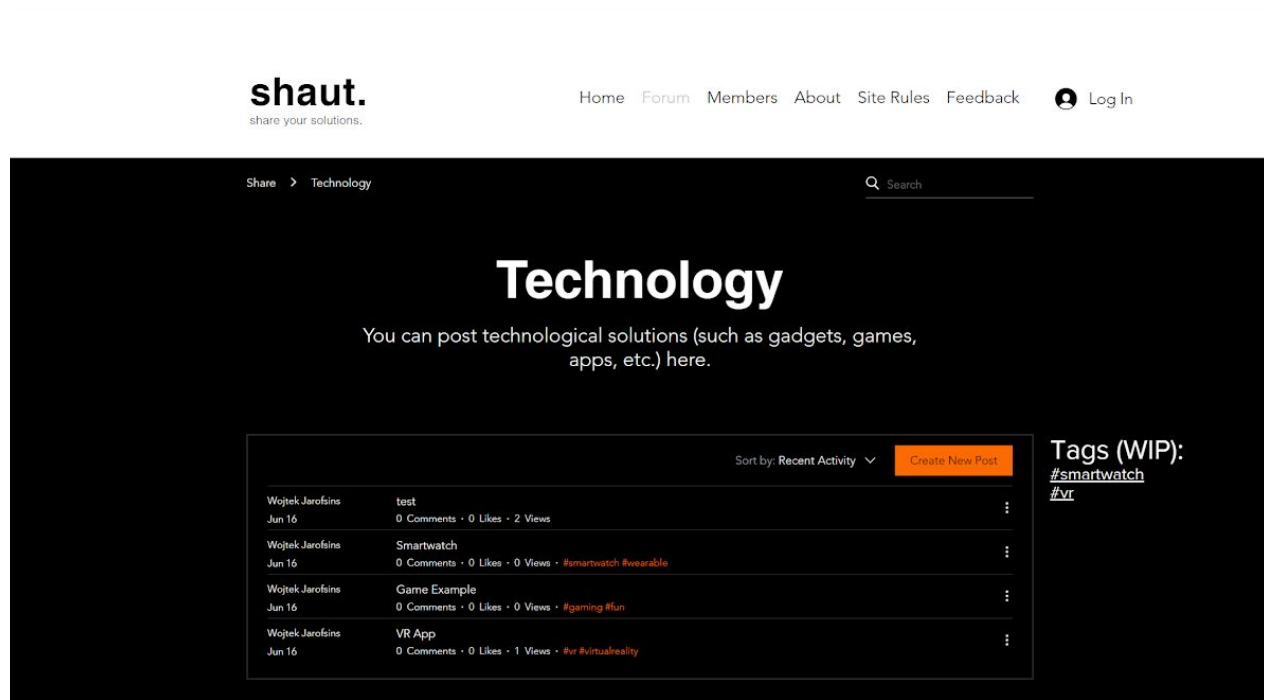 shaut.
share your solutions.
Home Forum Members About Site Rules Feedback Log In
Share > Technology
Search
Technology
You can post technological solutions (such as gadgets, games,
apps, etc.) here.
Sort by: Recent Activity
Create New Post
Tags (WIP):
#smartwatch
#vr
Wojtek Jarofsins
test
Jun 16
0 Comments · 0 Likes · 2 Views
Wojtek Jarofsins
Smartwatch
Jun 16
0 Comments · 0 Likes · 0 Views · #smartwatch #wearable
Wojtek Jarofsins
Game Example
Jun 16
0 Comments · 0 Likes · 0 Views · #gaming #fun
Wojtek Jarofsins
VR App
Jun 16
0 Comments · 0 Likes · 1 Views · #vr #virtualreality